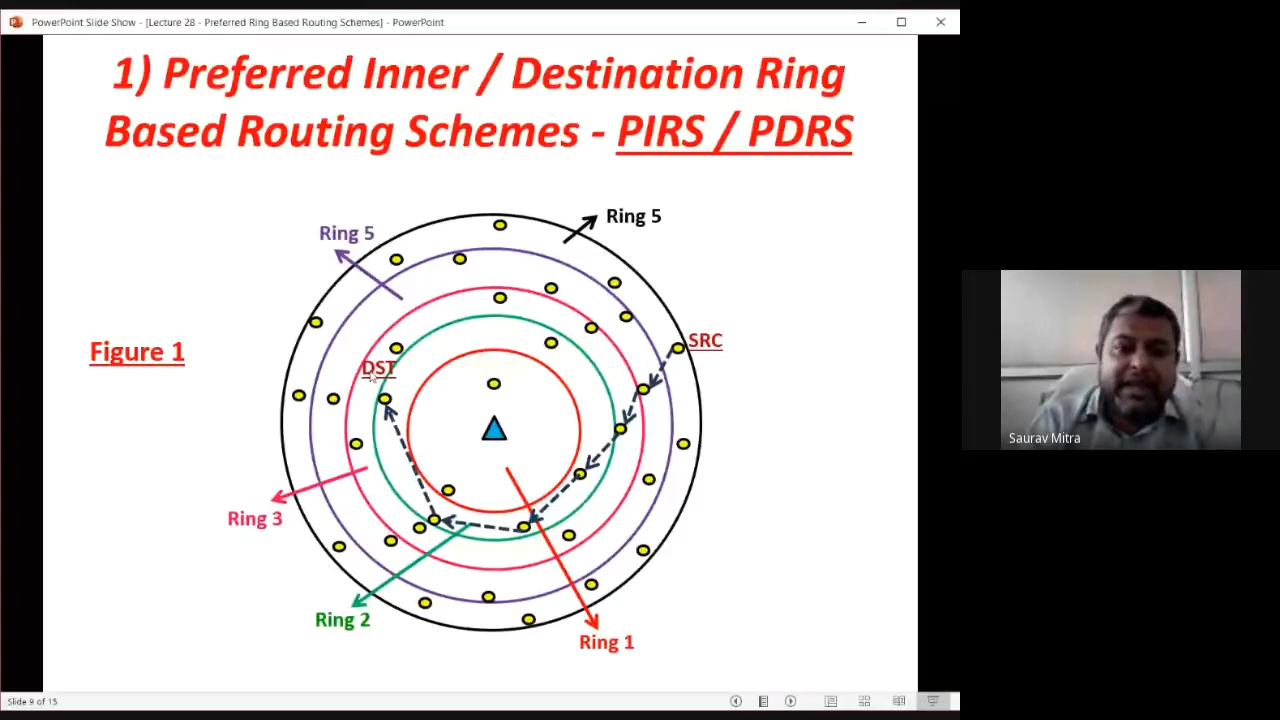 PowerPoint Slide Show - [Lecture 28 - Preferred Ring Based Routing Schemes] - PowerPoint
1) Preferred Inner / Destination Ring
Based Routing Schemes - PIRS / PDRS
Ring 5
Ring 5
SRC
Figure 1
DST
Saurav Mitra
Ring 3
Ring 2
Ring 1
Slide 9 of 15